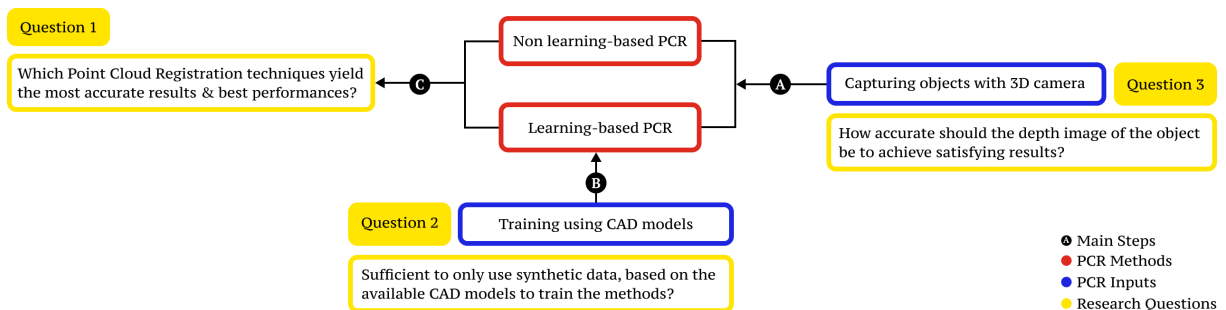 Question 1
Which Point Cloud Registration techniques yield
the most accurate results & best performances?
C
Non learning-based PCR
Learning-based PCR
A
Capturing objects with 3D camera
Question 3
How accurate should the depth image of the object
be to achieve satisfying results?
B
Question 2
Training using CAD models
Sufficient to only use synthetic data, based on the
available CAD models to train the methods?
A Main Steps
PCR Methods
PCR Inputs
Research Questions